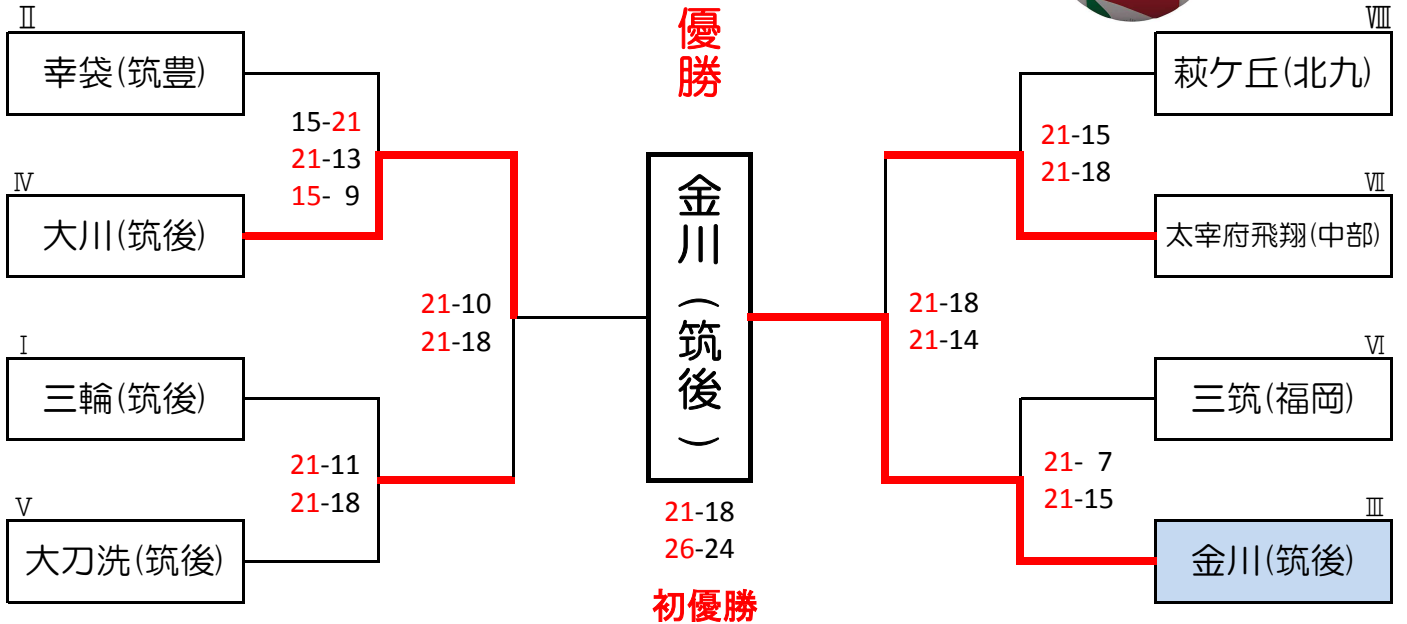 優勝
Ⅱ
幸袋(筑豊)
15-21
21-13
15- 9
Ⅳ
大川(筑後)
21-10
21-18
Ⅰ
三輪(筑後)
21-11
21-18
Ⅴ
大刀洗(筑後)
金川(筑後)
21-18
26-24
初優勝
Ⅷ
萩ケ丘(北九)
21-15
21-18
Ⅶ
太宰府飛翔(中部)
21-18
21-14
Ⅵ
三筑(福岡)
21- 7
21-15
Ⅲ
金川(筑後)